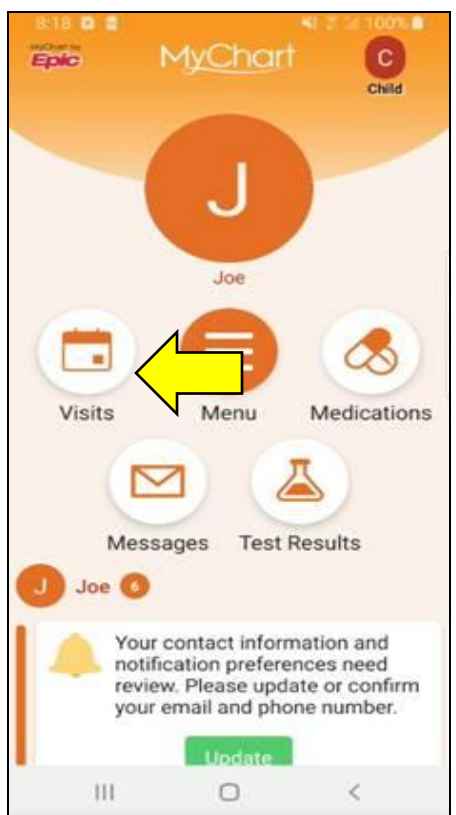 8:18 100%
MyChart by
Epic
MyChart
C
Child
J
Joe
Visits
Menu
Medications
Messages
Test Results
J Joe 6
Your contact information and
notification preferences need
review. Please update or confirm
your email and phone number.
Update